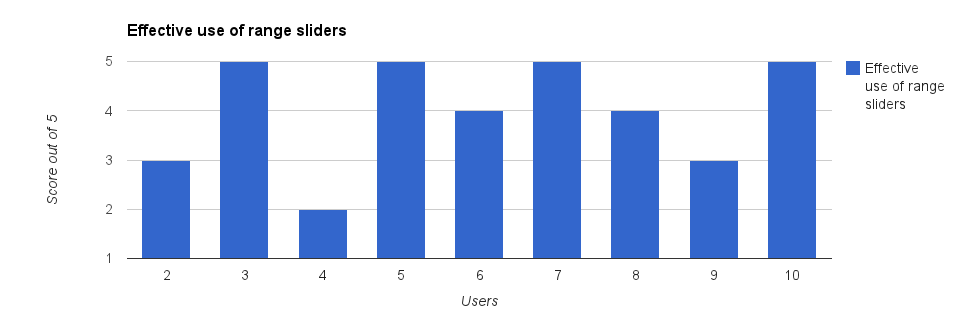 Effective use of range sliders
5
4
3
2
1
Score out of 5
2 3 4 5 6 7 8 9 10
Users
Effective
use of range
sliders